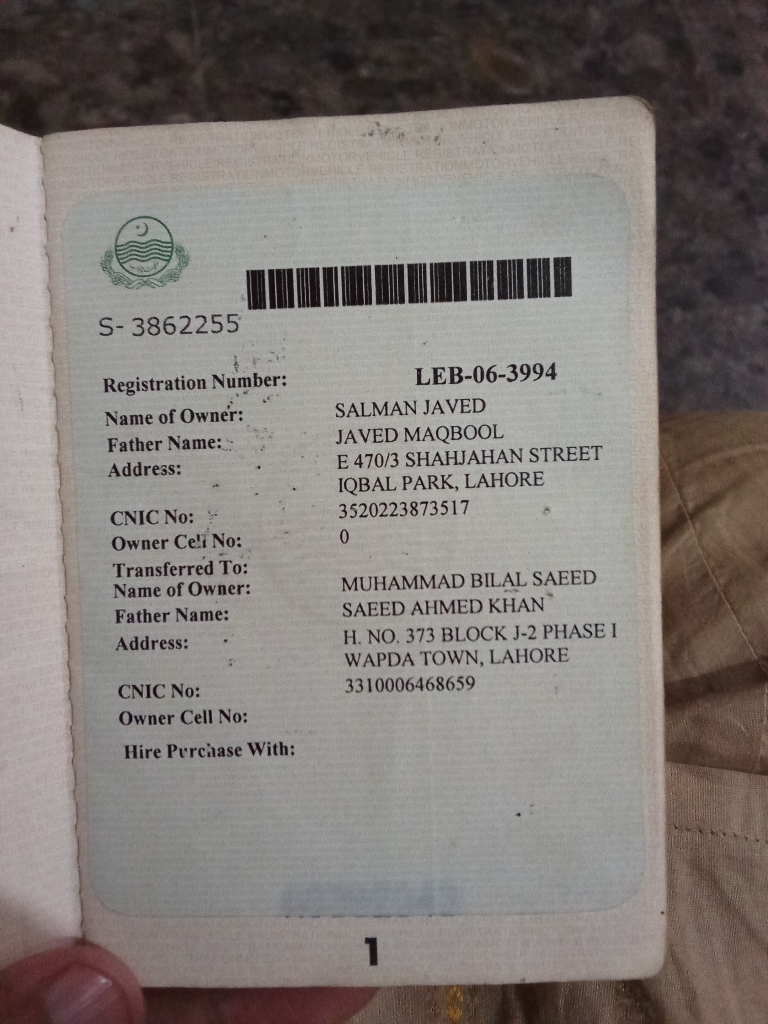 S- 3862255
Registration Number: LEB-06-3994
Name of Owner: SALMAN JAVED
Father Name: JAVED MAQBOOL
Address: E 470/3 SHAHJAHAN STREET
IQBAL PARK, LAHORE
CNIC No: 3520223873517
Owner Cell No: 0
Transferred To:
Name of Owner: MUHAMMAD BILAL SAEED
Father Name: SAEED AHMED KHAN
Address: H. NO. 373 BLOCK J-2 PHASE I
WAPDA TOWN, LAHORE
CNIC No: 3310006468659
Owner Cell No:
Hire Purchase With:
1